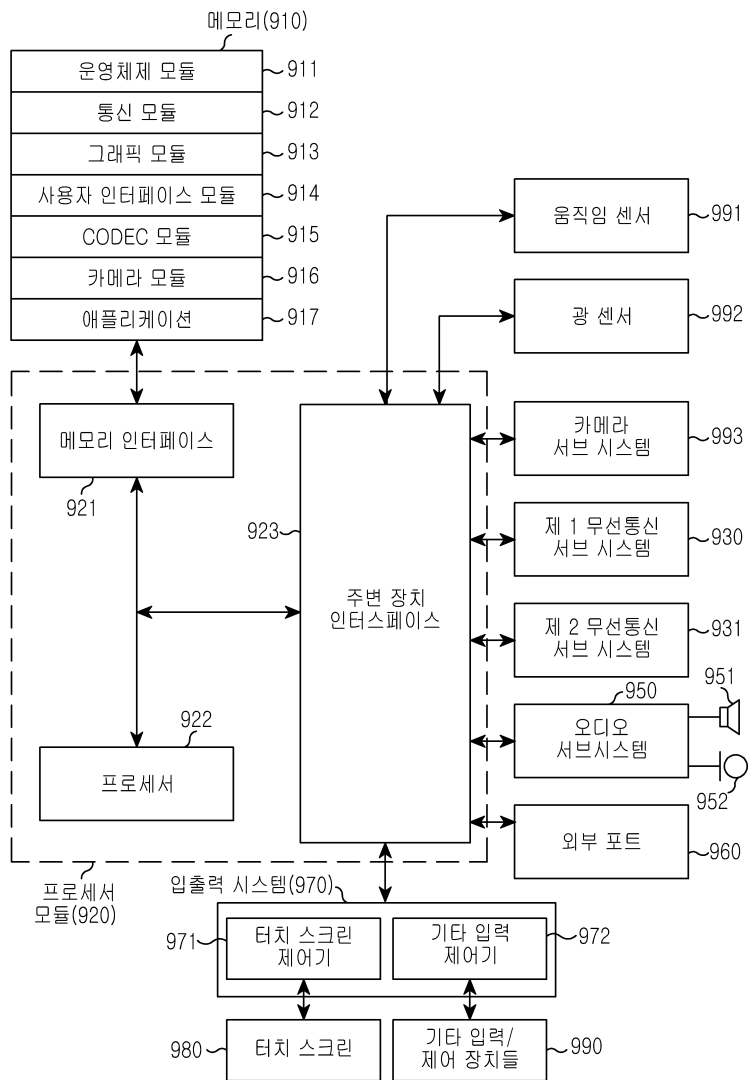 메모리(910)
운영체제 모듈
911
통신 모듈
912
그래픽 모듈
913
사용자 인터페이스 모듈
914
CODEC 모듈
915
카메라 모듈
916
애플리케이션
917
움직임 센서
991
광 센서
992
메모리 인터페이스
921
923
주변 장치
인터스페이스
카메라
서브 시스템
993
제 1 무선통신
서브 시스템
930
제 2 무선통신
서브 시스템
931
922
프로세서
950
951
오디오
서브시스템
952
외부 포트
960
프로세서
모듈(920)
입출력 시스템(970)
971
터치 스크린
제어기
기타 입력
제어기
972
980
터치 스크린
기타 입력/
제어 장치들
990